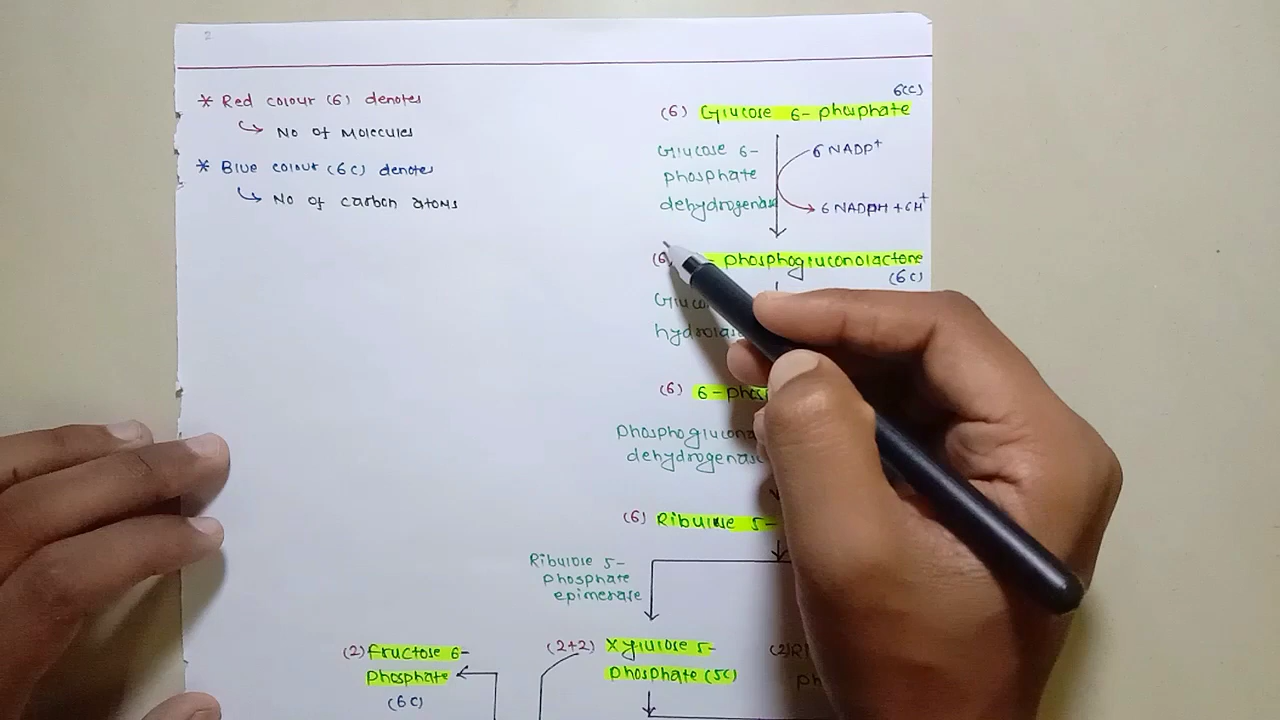 2
* Red colour (6) denotes
No of Molecules
* Blue colour (6C) denotes
No of carbon atoms
6(C)
(6) Glucose 6- phosphate
Glucose 6-
phosphate
dehydrogenase
6 NADP+
6 NADPH + 6H+
phosphogluconolactone
(6C)
(6) 6-
dehydrogenase
(6) Ribulose 5-
Ribulose 5-
phosphate
epimerase
(2) Fructose 6-
phosphate
(6C)
(2+2) Xylulose 5-
phosphate (5C)